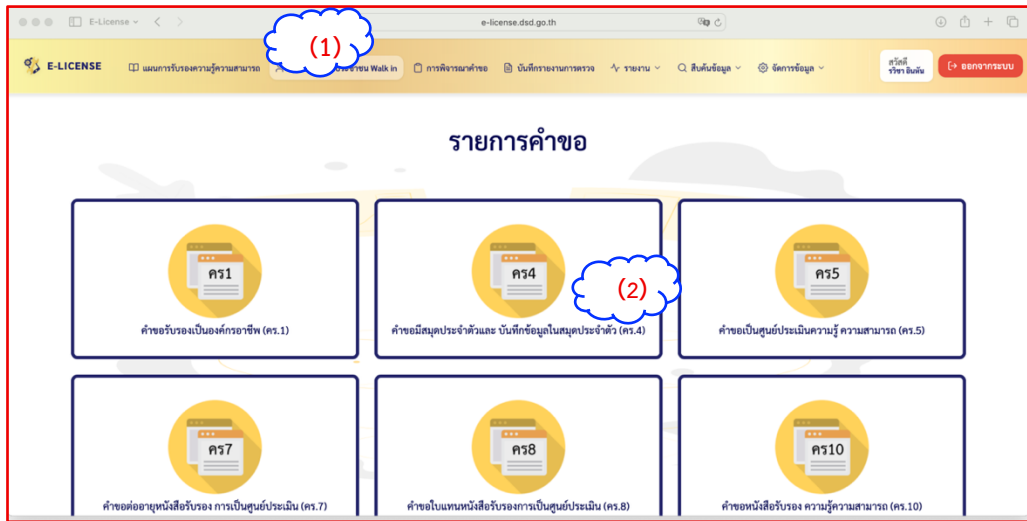 E-License
e-license.dsd.go.th
(1)
E-LICENSE
แผนการรับรองความรู้ความสามารถ
ประชาชน Walk in
การพิจารณาคำขอ
บันทึกรายงานการตรวจ
รายงาน
สืบค้นข้อมูล
จัดการข้อมูล
สวัสดี
รวิชา อินพัน
ออกจากระบบ
รายการคำขอ
คร1
คำขอรับรองเป็นองค์กรอาชีพ (คร.1)
คร4
(2)
คำขอมีสมุดประจำตัวและ บันทึกข้อมูลในสมุดประจำตัว (คร.4)
คร5
คำขอเป็นศูนย์ประเมินความรู้ ความสามารถ (คร.5)
คร7
คำขอต่ออายุหนังสือรับรอง การเป็นศูนย์ประเมิน (คร.7)
คร8
คำขอใบแทนหนังสือรับรองการเป็นศูนย์ประเมิน (คร.8)
คร10
คำขอหนังสือรับรอง ความรู้ความสามารถ (คร.10)